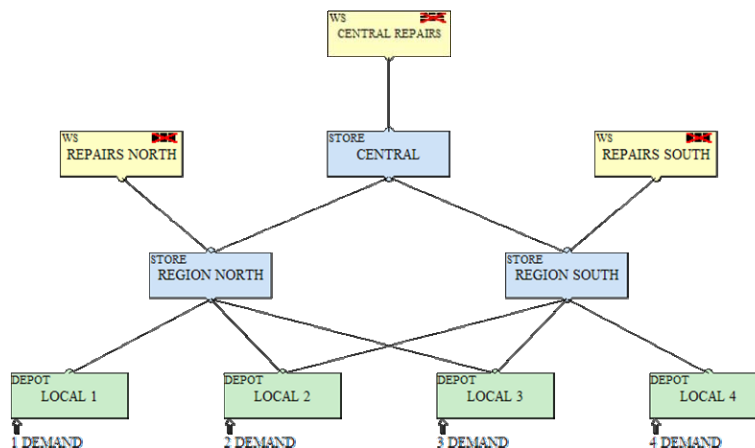 WS
CENTRAL REPAIRS
WS
REPAIRS NORTH
STORE
CENTRAL
WS
REPAIRS SOUTH
STORE
REGION NORTH
STORE
REGION SOUTH
DEPOT
LOCAL 1
DEPOT
LOCAL 2
DEPOT
LOCAL 3
DEPOT
LOCAL 4
1 DEMAND
2 DEMAND
3 DEMAND
4 DEMAND